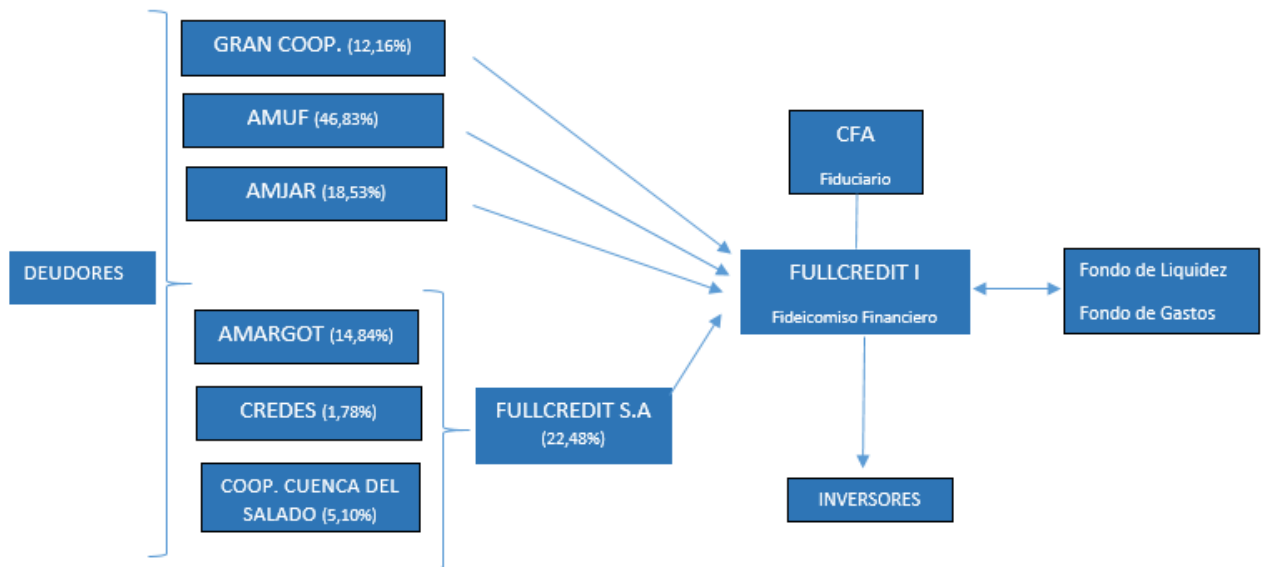 GRAN COOP. (12,16%)
AMUF (46,83%)
AMJAR (18,53%)
DEUDORES
AMARGOT (14,84%)
CREDES (1,78%)
COOP. CUENCA DEL
SALADO (5,10%)
FULLCREDIT S.A
(22,48%)
CFA
Fiduciario
FULLCREDIT I
Fideicomiso Financiero
Fondo de Liquidez
Fondo de Gastos
INVERSORES